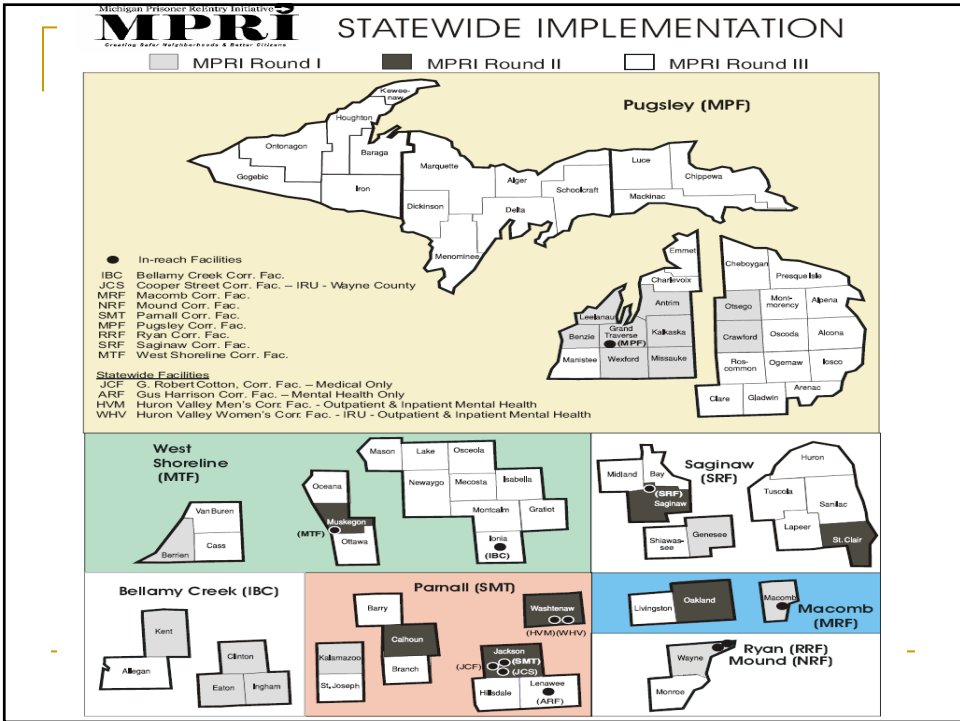 Michigan Prisoner ReEntry Initiative
MPRI
Creating Safer Neighborhoods & Better Citizens
STATEWIDE IMPLEMENTATION
MPRI Round I
MPRI Round II
MPRI Round III
Pugsley (MPF)
Kewee-
naw
Houghton
Ontonagon
Baraga
Gogebic
Iron
Marquette
Dickinson
Menominee
Alger
Delta
Schoolcraft
Luce
Chippewa
Mackinac
In-reach Facilities
IBC Bellamy Creek Corr. Fac.
JCS Cooper Street Corr. Fac. – IRU - Wayne County
MRF Macomb Corr. Fac.
NRF Mound Corr. Fac.
SMT Parnall Corr. Fac.
MPF Pugsley Corr. Fac.
RRF Ryan Corr. Fac.
SRF Saginaw Corr. Fac.
MTF West Shoreline Corr. Fac.
Statewide Facilities
JCF G. Robert Cotton, Corr. Fac. – Medical Only
ARF Gus Harrison Corr. Fac. – Mental Health Only
HVM Huron Valley Men's Corr. Fac. - Outpatient & Inpatient Mental Health
WHV Huron Valley Women's Corr. Fac. - IRU - Outpatient & Inpatient Mental Health
Emmet
Charlevoix
Antrim
Leelanau
Benzie
Grand
Traverse
(MPF)
Kalkaska
Manistee
Wexford
Missauke
Cheboygan
Presque Isle
Otsego
Mont-
morency
Alpena
Crawford
Oscoda
Alcona
Ros-
common
Ogemaw
Iosco
Clare
Gladwin
Arenac
West
Shoreline
(MTF)
Van Buren
Berrien
Cass
Oceana
Muskegon
(MTF)
Ottawa
Mason
Lake
Osceola
Newaygo
Mecosta
Isabella
Montcalm
Gratiot
Ionia
(IBC)
Saginaw
(SRF)
Midland
Bay
(SRF)
Saginaw
Shiawas-
see
Genesee
Huron
Tuscola
Sanilac
Lapeer
St. Clair
Bellamy Creek (IBC)
Kent
Allegan
Clinton
Eaton
Ingham
Parnall (SMT)
Barry
Calhoun
Branch
Kalamazoo
St. Joseph
Washtenaw
(HVM)(WHV)
Jackson
(SMT)
(JCF)
(JCS)
Hillsdale
Lenawee
(ARF)
Livingston
Oakland
Macomb
Macomb
(MRF)
Wayne
Monroe
Ryan (RRF)
Mound (NRF)